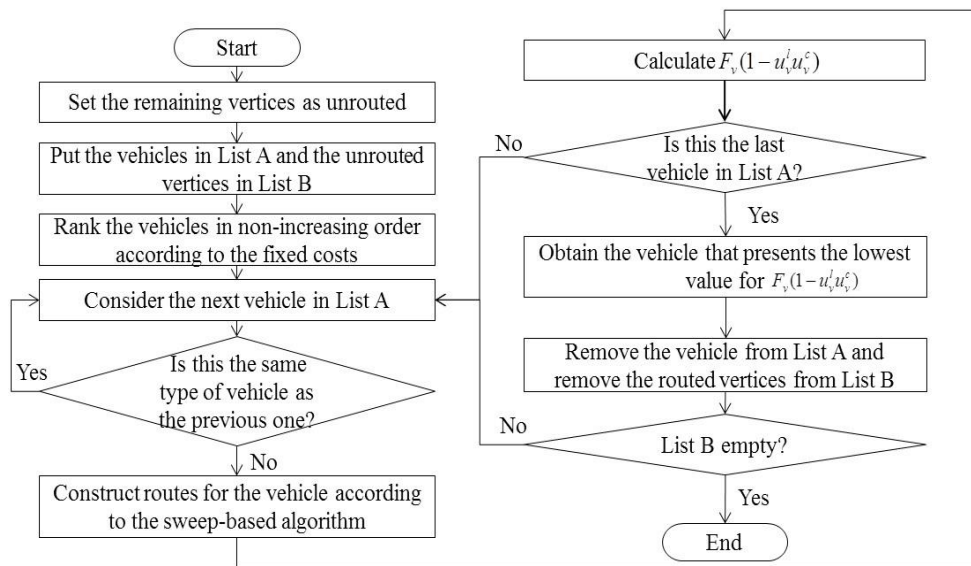 Start
Set the remaining vertices as unrouted
Put the vehicles in List A and the unrouted
vertices in List B
Rank the vehicles in non-increasing order
according to the fixed costs
Consider the next vehicle in List A
Is this the same
type of vehicle as
the previous one?
Yes
No
Construct routes for the vehicle according
to the sweep-based algorithm
Calculate F_v(1 − u_v^l u_v^c)
Is this the last
vehicle in List A?
No
Yes
Obtain the vehicle that presents the lowest
value for F_v(1 − u_v^l u_v^c)
Remove the vehicle from List A and
remove the routed vertices from List B
List B empty?
No
Yes
End